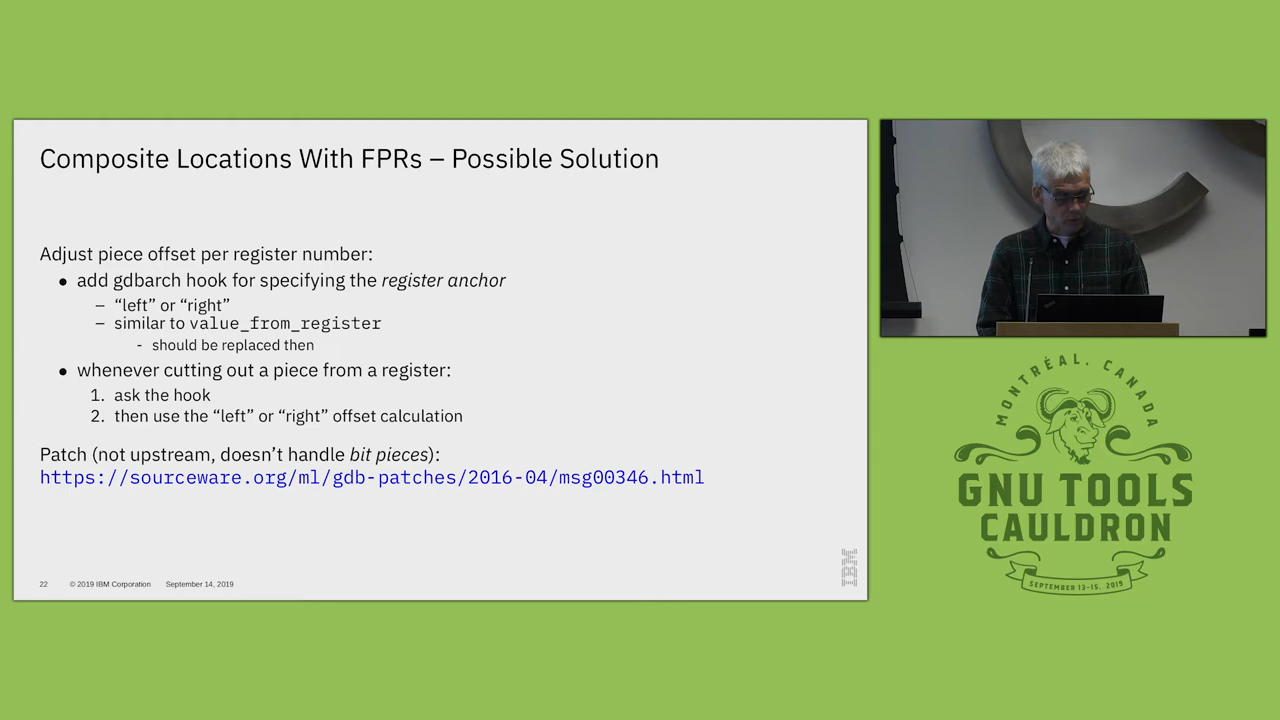 Composite Locations With FPRs – Possible Solution
Adjust piece offset per register number:
● add gdbarch hook for specifying the register anchor
– “left” or “right”
– similar to value_from_register
- should be replaced then
● whenever cutting out a piece from a register:
1. ask the hook
2. then use the “left” or “right” offset calculation
Patch (not upstream, doesn’t handle bit pieces):
https://sourceware.org/ml/gdb-patches/2016-04/msg00346.html
22 © 2019 IBM Corporation September 14, 2019
IBM
MONTRÉAL, CANADA
GNU TOOLS
CAULDRON
SEPTEMBER 13-15, 2019